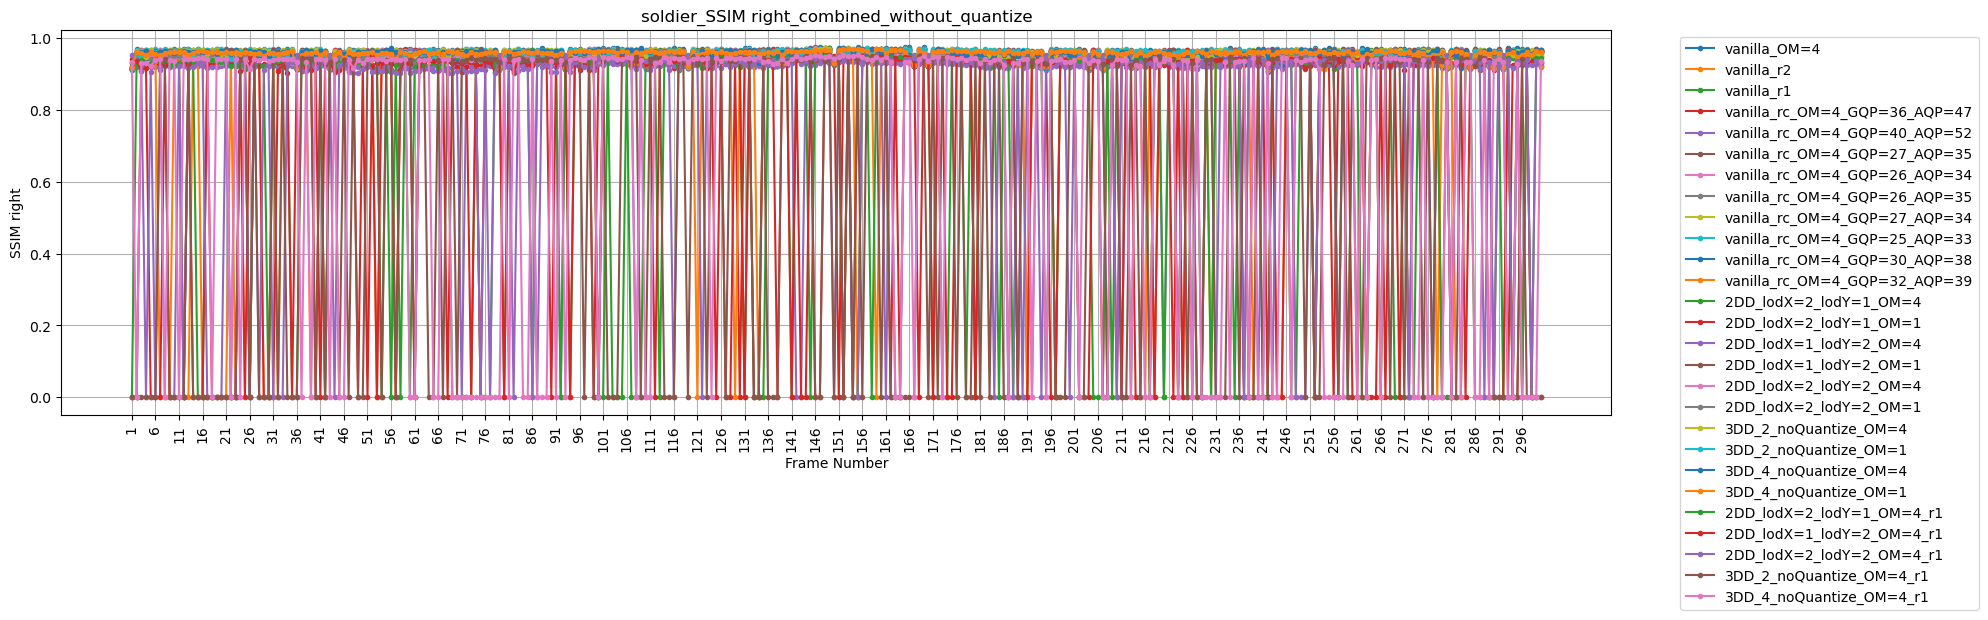 soldier_SSIM right_combined_without_quantize
SSIM right
1.0
0.8
0.6
0.4
0.2
0.0
1 6 11 16 21 26 31 36 41 46 51 56 61 66 71 76 81 86 91 96 101 106 111 116 121 126 131 136 141 146 151 156 161 166 171 176 181 186 191 196 201 206 211 216 221 226 231 236 241 246 251 256 261 266 271 276 281 286 291 296
Frame Number
vanilla_OM=4
vanilla_r2
vanilla_r1
vanilla_rc_OM=4_GQP=36_AQP=47
vanilla_rc_OM=4_GQP=40_AQP=52
vanilla_rc_OM=4_GQP=27_AQP=35
vanilla_rc_OM=4_GQP=26_AQP=34
vanilla_rc_OM=4_GQP=26_AQP=35
vanilla_rc_OM=4_GQP=27_AQP=34
vanilla_rc_OM=4_GQP=25_AQP=33
vanilla_rc_OM=4_GQP=30_AQP=38
vanilla_rc_OM=4_GQP=32_AQP=39
2DD_lodX=2_lodY=1_OM=4
2DD_lodX=2_lodY=1_OM=1
2DD_lodX=1_lodY=2_OM=4
2DD_lodX=1_lodY=2_OM=1
2DD_lodX=2_lodY=2_OM=4
2DD_lodX=2_lodY=2_OM=1
3DD_2_noQuantize_OM=4
3DD_2_noQuantize_OM=1
3DD_4_noQuantize_OM=4
3DD_4_noQuantize_OM=1
2DD_lodX=2_lodY=1_OM=4_r1
2DD_lodX=1_lodY=2_OM=4_r1
2DD_lodX=2_lodY=2_OM=4_r1
3DD_2_noQuantize_OM=4_r1
3DD_4_noQuantize_OM=4_r1